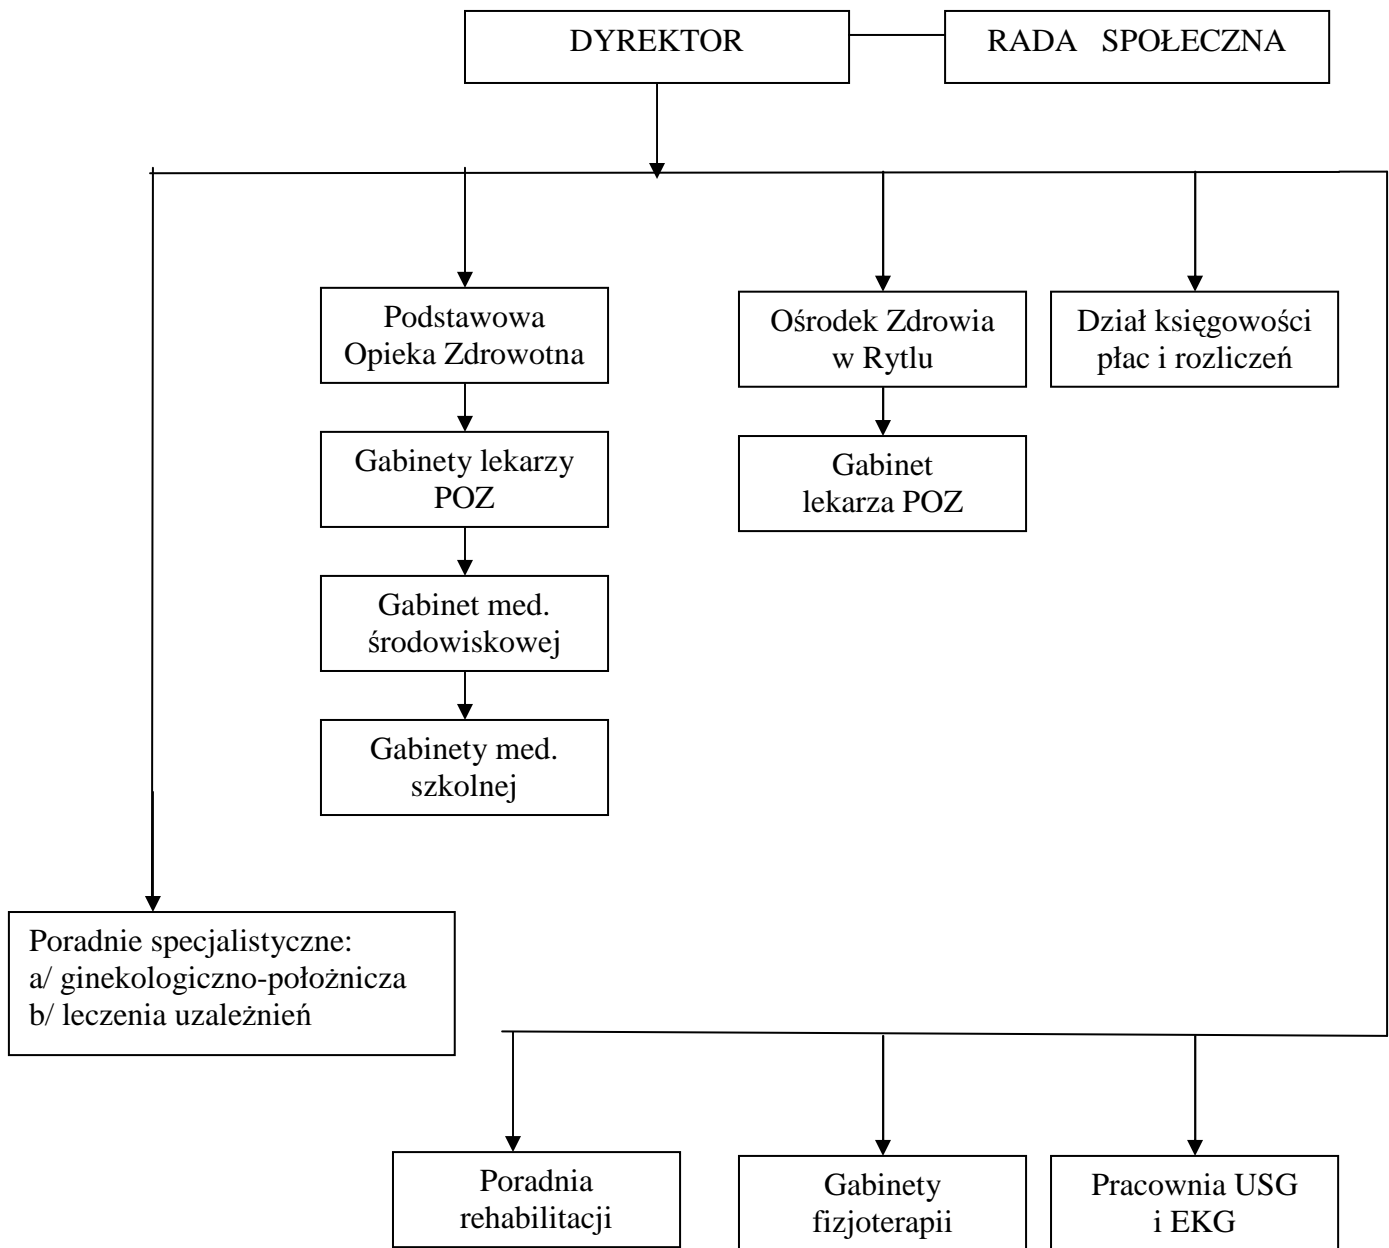 DYREKTOR
RADA SPOŁECZNA
Podstawowa
Opieka Zdrowotna
Ośrodek Zdrowia
w Rytlu
Dział księgowości
płac i rozliczeń
Gabinety lekarzy
POZ
Gabinet
lekarza POZ
Gabinet med.
środowiskowej
Gabinety med.
szkolnej
Poradnie specjalistyczne:
a/ ginekologiczno-położnicza
b/ leczenia uzależnień
Poradnia
rehabilitacji
Gabinety
fizjoterapii
Pracownia USG
i EKG